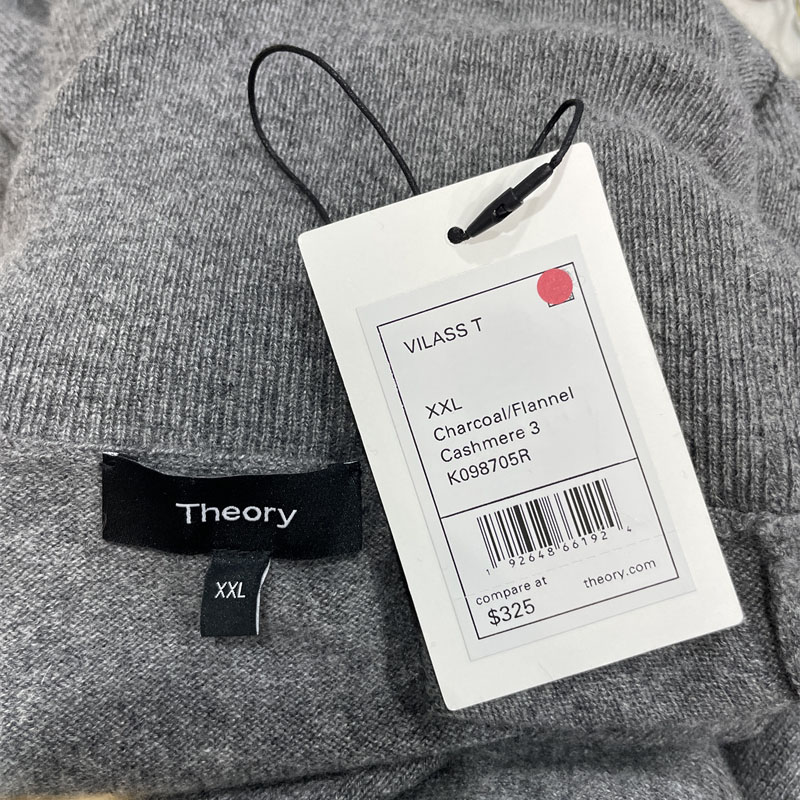 Theory
XXL
VILASS T
XXL
Charcoal/Flannel
Cashmere 3
K098705R
1 92648 66192 4
compare at
$325
theory.com